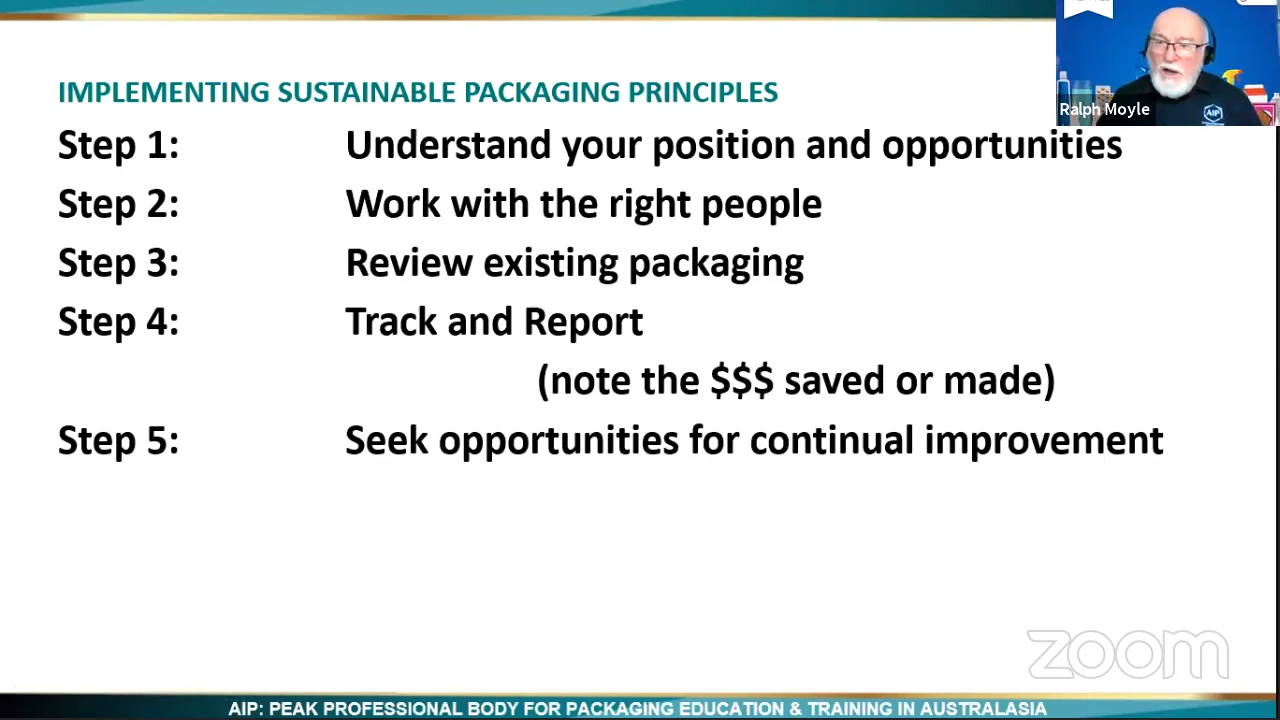 IMPLEMENTING SUSTAINABLE PACKAGING PRINCIPLES
Step 1: Understand your position and opportunities
Step 2: Work with the right people
Step 3: Review existing packaging
Step 4: Track and Report
(note the $$$ saved or made)
Step 5: Seek opportunities for continual improvement
Ralph Moyle
AIP
zoom
AIP: PEAK PROFESSIONAL BODY FOR PACKAGING EDUCATION & TRAINING IN AUSTRALASIA